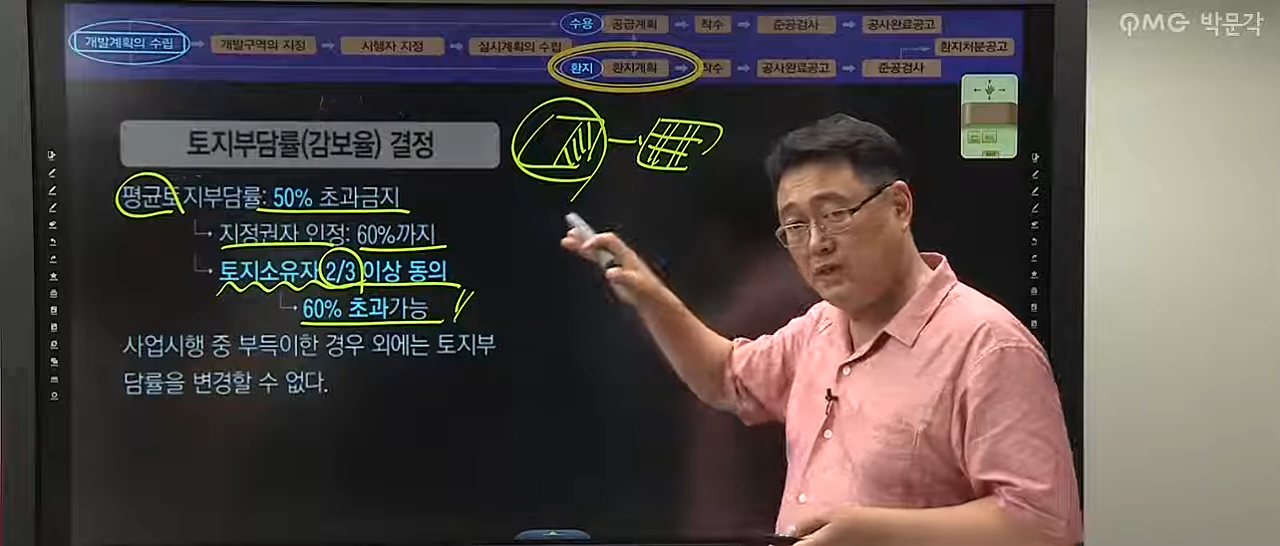 QMG 박문각
수용 공급계획 착수 준공검사 공사완료공고
개발계획의 수립 개발구역의 지정 시행자 지정 실시계획의 수립 환지처분공고
환지 환지계획 착수 공사완료공고 준공검사
토지부담률(감보율) 결정
평균토지부담률: 50% 초과금지
지정권자 인정: 60%까지
토지소유자 2/3 이상 동의
60% 초과가능
사업시행 중 부득이한 경우 외에는 토지부
담률을 변경할 수 없다.